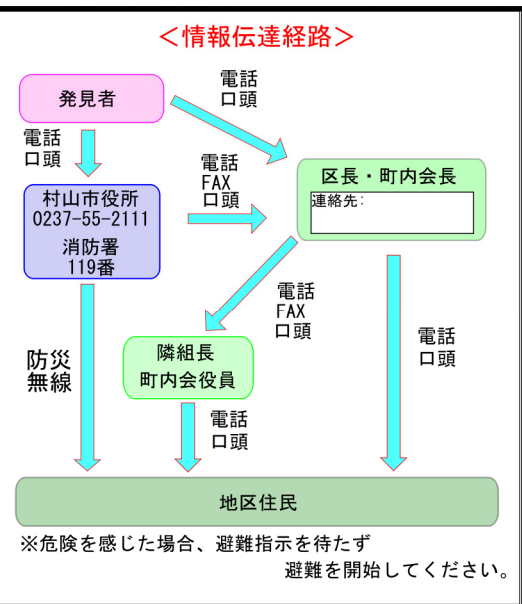 ＜情報伝達経路＞
発見者
電話
口頭
電話
口頭
村山市役所
0237-55-2111
消防署
119番
電話
FAX
口頭
区長・町内会長
連絡先：
電話
FAX
口頭
防災
無線
隣組長
町内会役員
電話
口頭
電話
口頭
地区住民
※危険を感じた場合、避難指示を待たず
避難を開始してください。